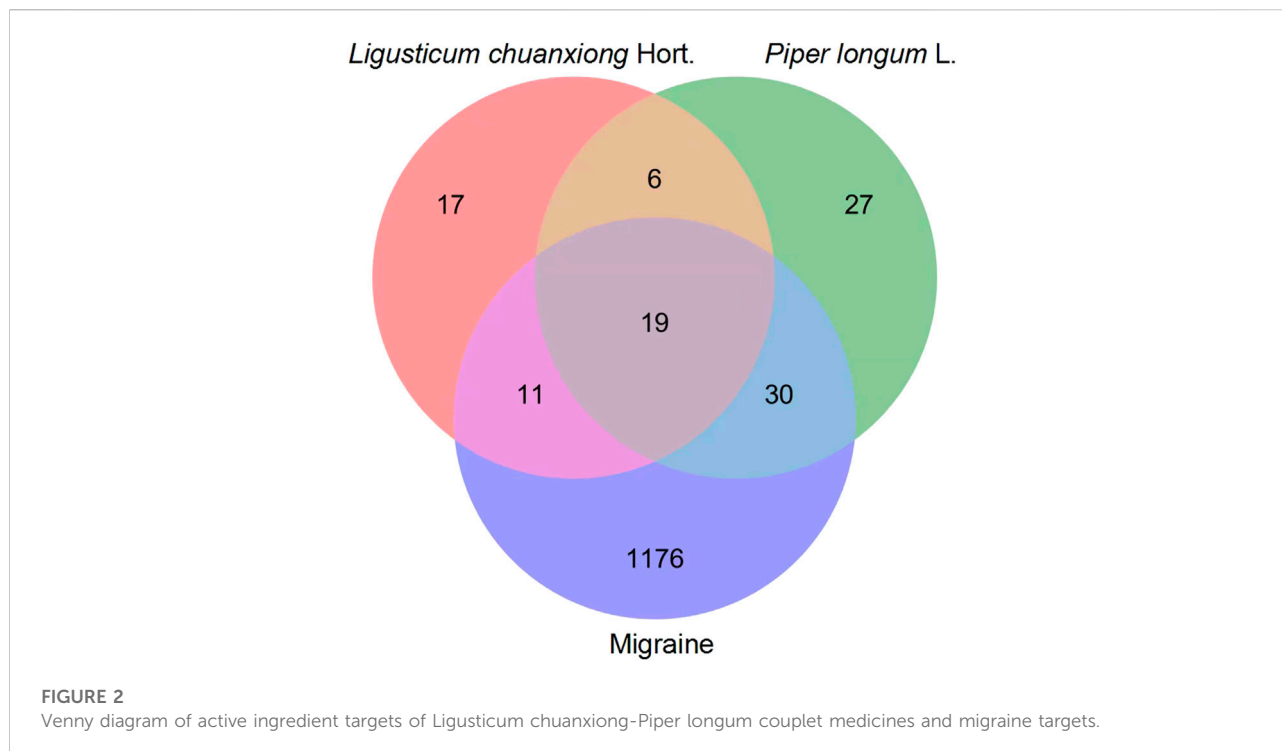 Ligusticum chuanxiong Hort. Piper longum L.
17 6 27
19
11 30
1176
Migraine
FIGURE 2
Venny diagram of active ingredient targets of Ligusticum chuanxiong-Piper longum couplet medicines and migraine targets.